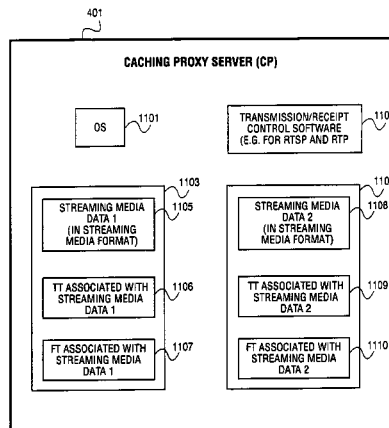 401
CACHING PROXY SERVER (CP)
OS
1101
TRANSMISSION/RECEIPT
CONTROL SOFTWARE
(E.G. FOR RTSP AND RTP
110
1103
STREAMING MEDIA
DATA 1
(IN STREAMING
MEDIA FORMAT)
1105
TT ASSOCIATED WITH
STREAMING MEDIA
DATA 1
1106
FT ASSOCIATED WITH
STREAMING MEDIA
DATA 1
1107
110
STREAMING MEDIA
DATA 2
(IN STREAMING
MEDIA FORMAT)
1108
TT ASSOCIATED WITH
STREAMING MEDIA
DATA 2
1109
FT ASSOCIATED WITH
STREAMING MEDIA
DATA 2
1110